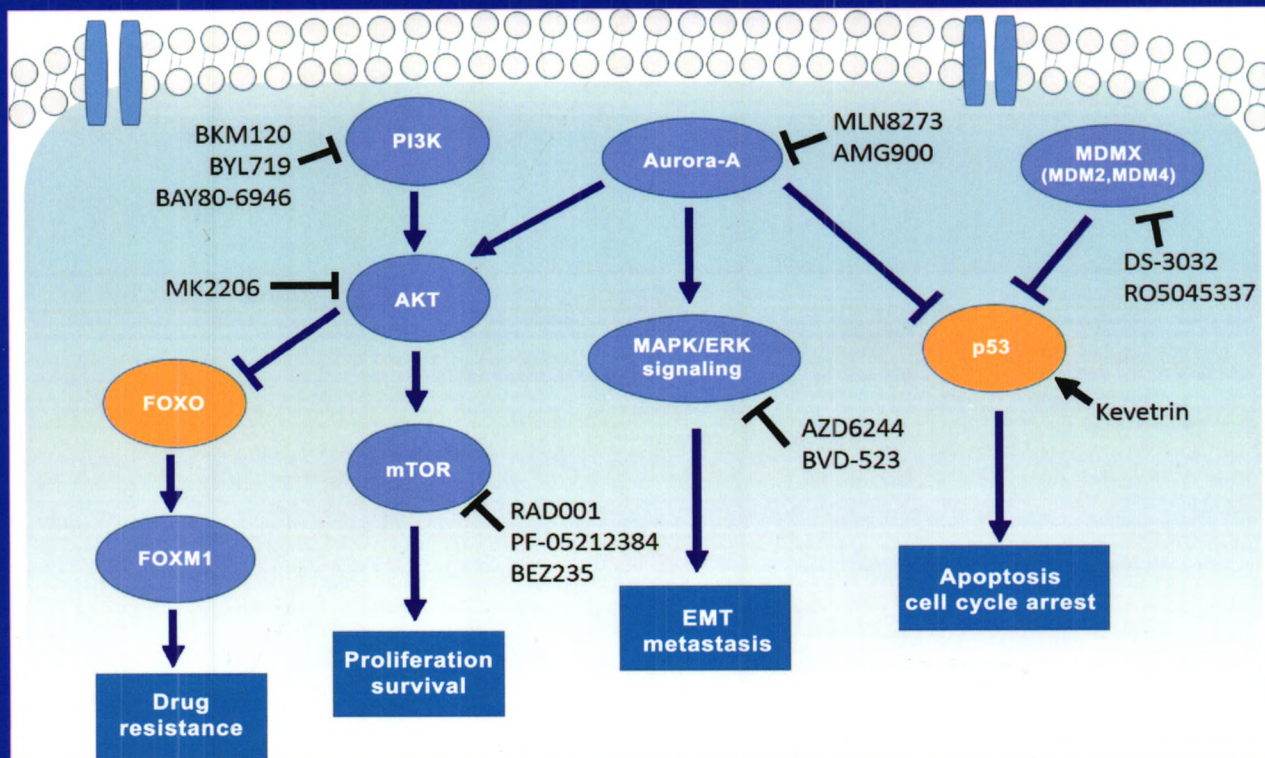 BKM120
BYL719
BAY80-6946
PI3K
Aurora-A
MLN8273
AMG900
MDMX
(MDM2,MDM4)
MK2206
AKT
DS-3032
RO5045337
MAPK/ERK
signaling
p53
FOXO
Kevetrin
AZD6244
BVD-523
mTOR
RAD001
PF-05212384
BEZ235
FOXM1
Apoptosis
cell cycle arrest
EMT
metastasis
Proliferation
survival
Drug
resistance